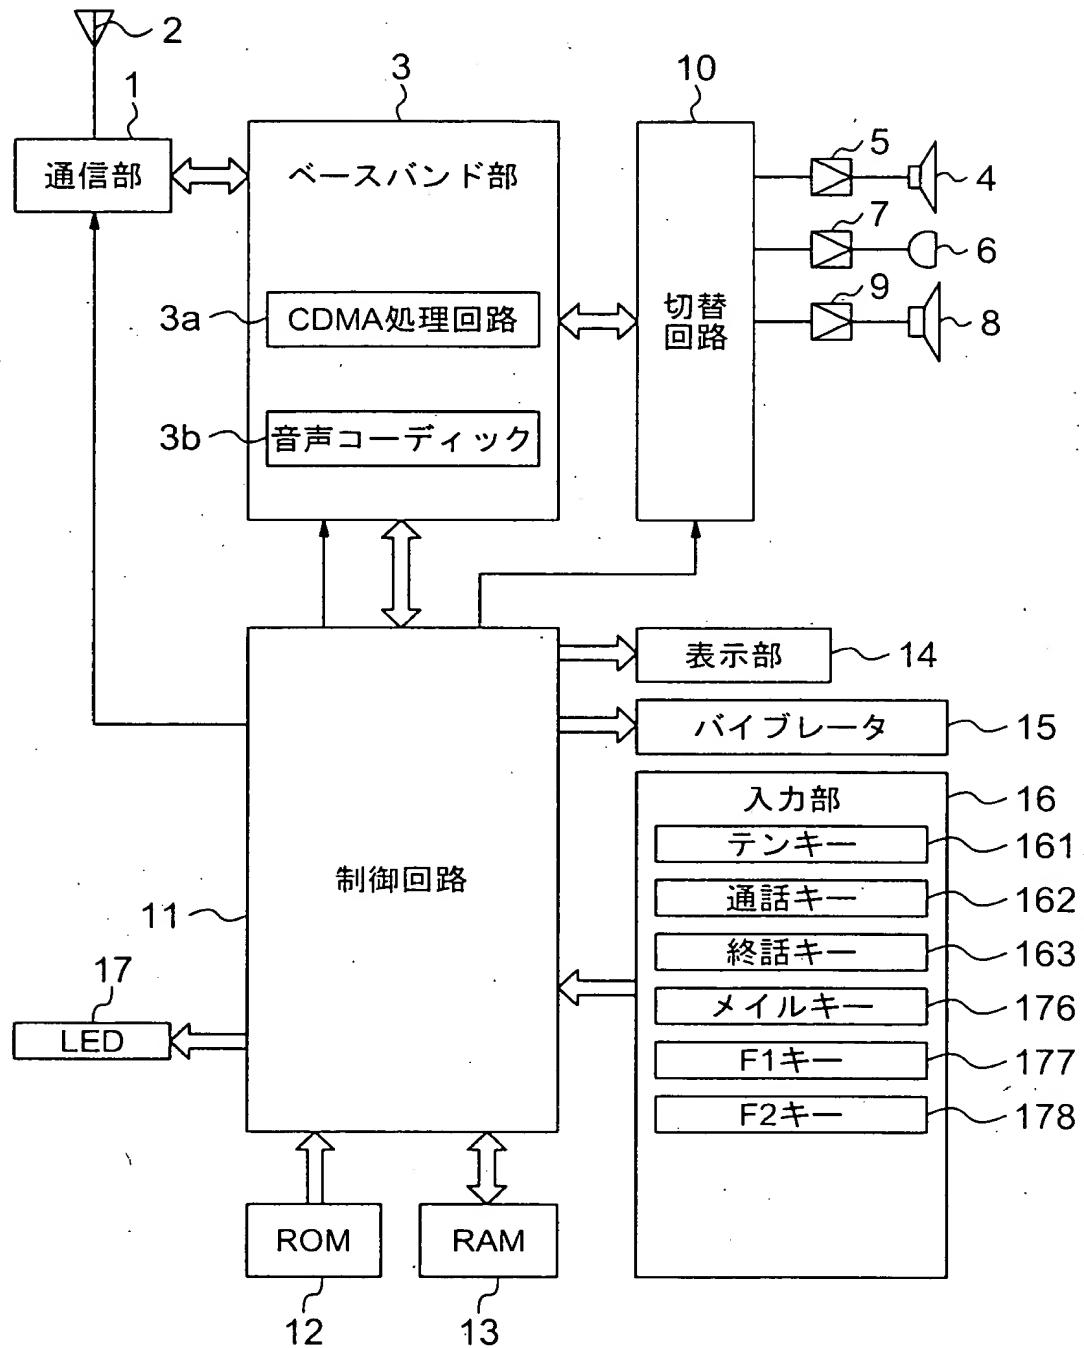 2
1
通信部
3
ベースバンド部
3a
CDMA処理回路
3b
音声コーディック
10
切替
回路
5
4
7
6
9
8
表示部
14
バイブレータ
15
入力部
16
テンキー
161
通話キー
162
終話キー
163
メイルキー
176
F1キー
177
F2キー
178
制御回路
11
17
LED
ROM
12
RAM
13